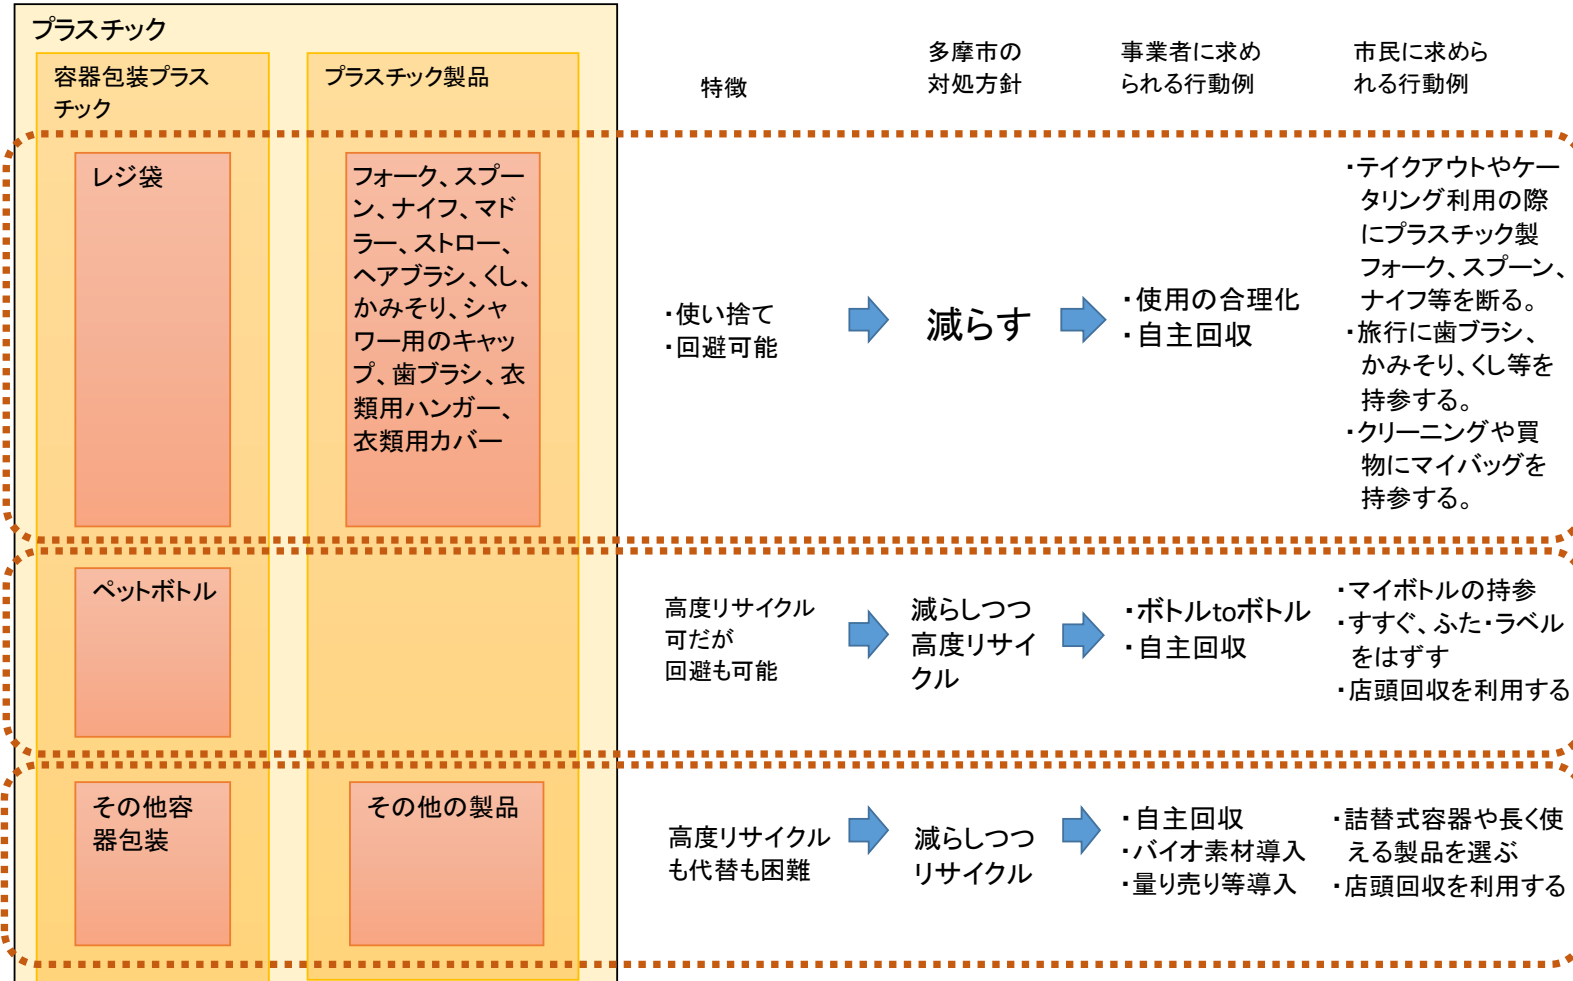 プラスチック
容器包装プラス
チック
プラスチック製品
特徴
多摩市の
対処方針
事業者に求め
られる行動例
市民に求めら
れる行動例
レジ袋
フォーク、スプー
ン、ナイフ、マド
ラー、ストロー、
ヘアブラシ、くし、
かみそり、シャ
ワー用のキャッ
プ、歯ブラシ、衣
類用ハンガー、
衣類用カバー
・使い捨て
・回避可能
減らす
・使用の合理化
・自主回収
・テイクアウトやケー
タリング利用の際
にプラスチック製
フォーク、スプーン、
ナイフ等を断る。
・旅行に歯ブラシ、
かみそり、くし等を
持参する。
・クリーニングや買
物にマイバッグを
持参する。
ペットボトル
高度リサイクル
可だが
回避も可能
減らしつつ
高度リサイ
クル
・ボトルtoボトル
・自主回収
・マイボトルの持参
・すすぐ、ふた・ラベル
をはずす
・店頭回収を利用する
その他容
器包装
その他の製品
高度リサイクル
も代替も困難
減らしつつ
リサイクル
・自主回収
・バイオ素材導入
・量り売り等導入
・詰替式容器や長く使
える製品を選ぶ
・店頭回収を利用する